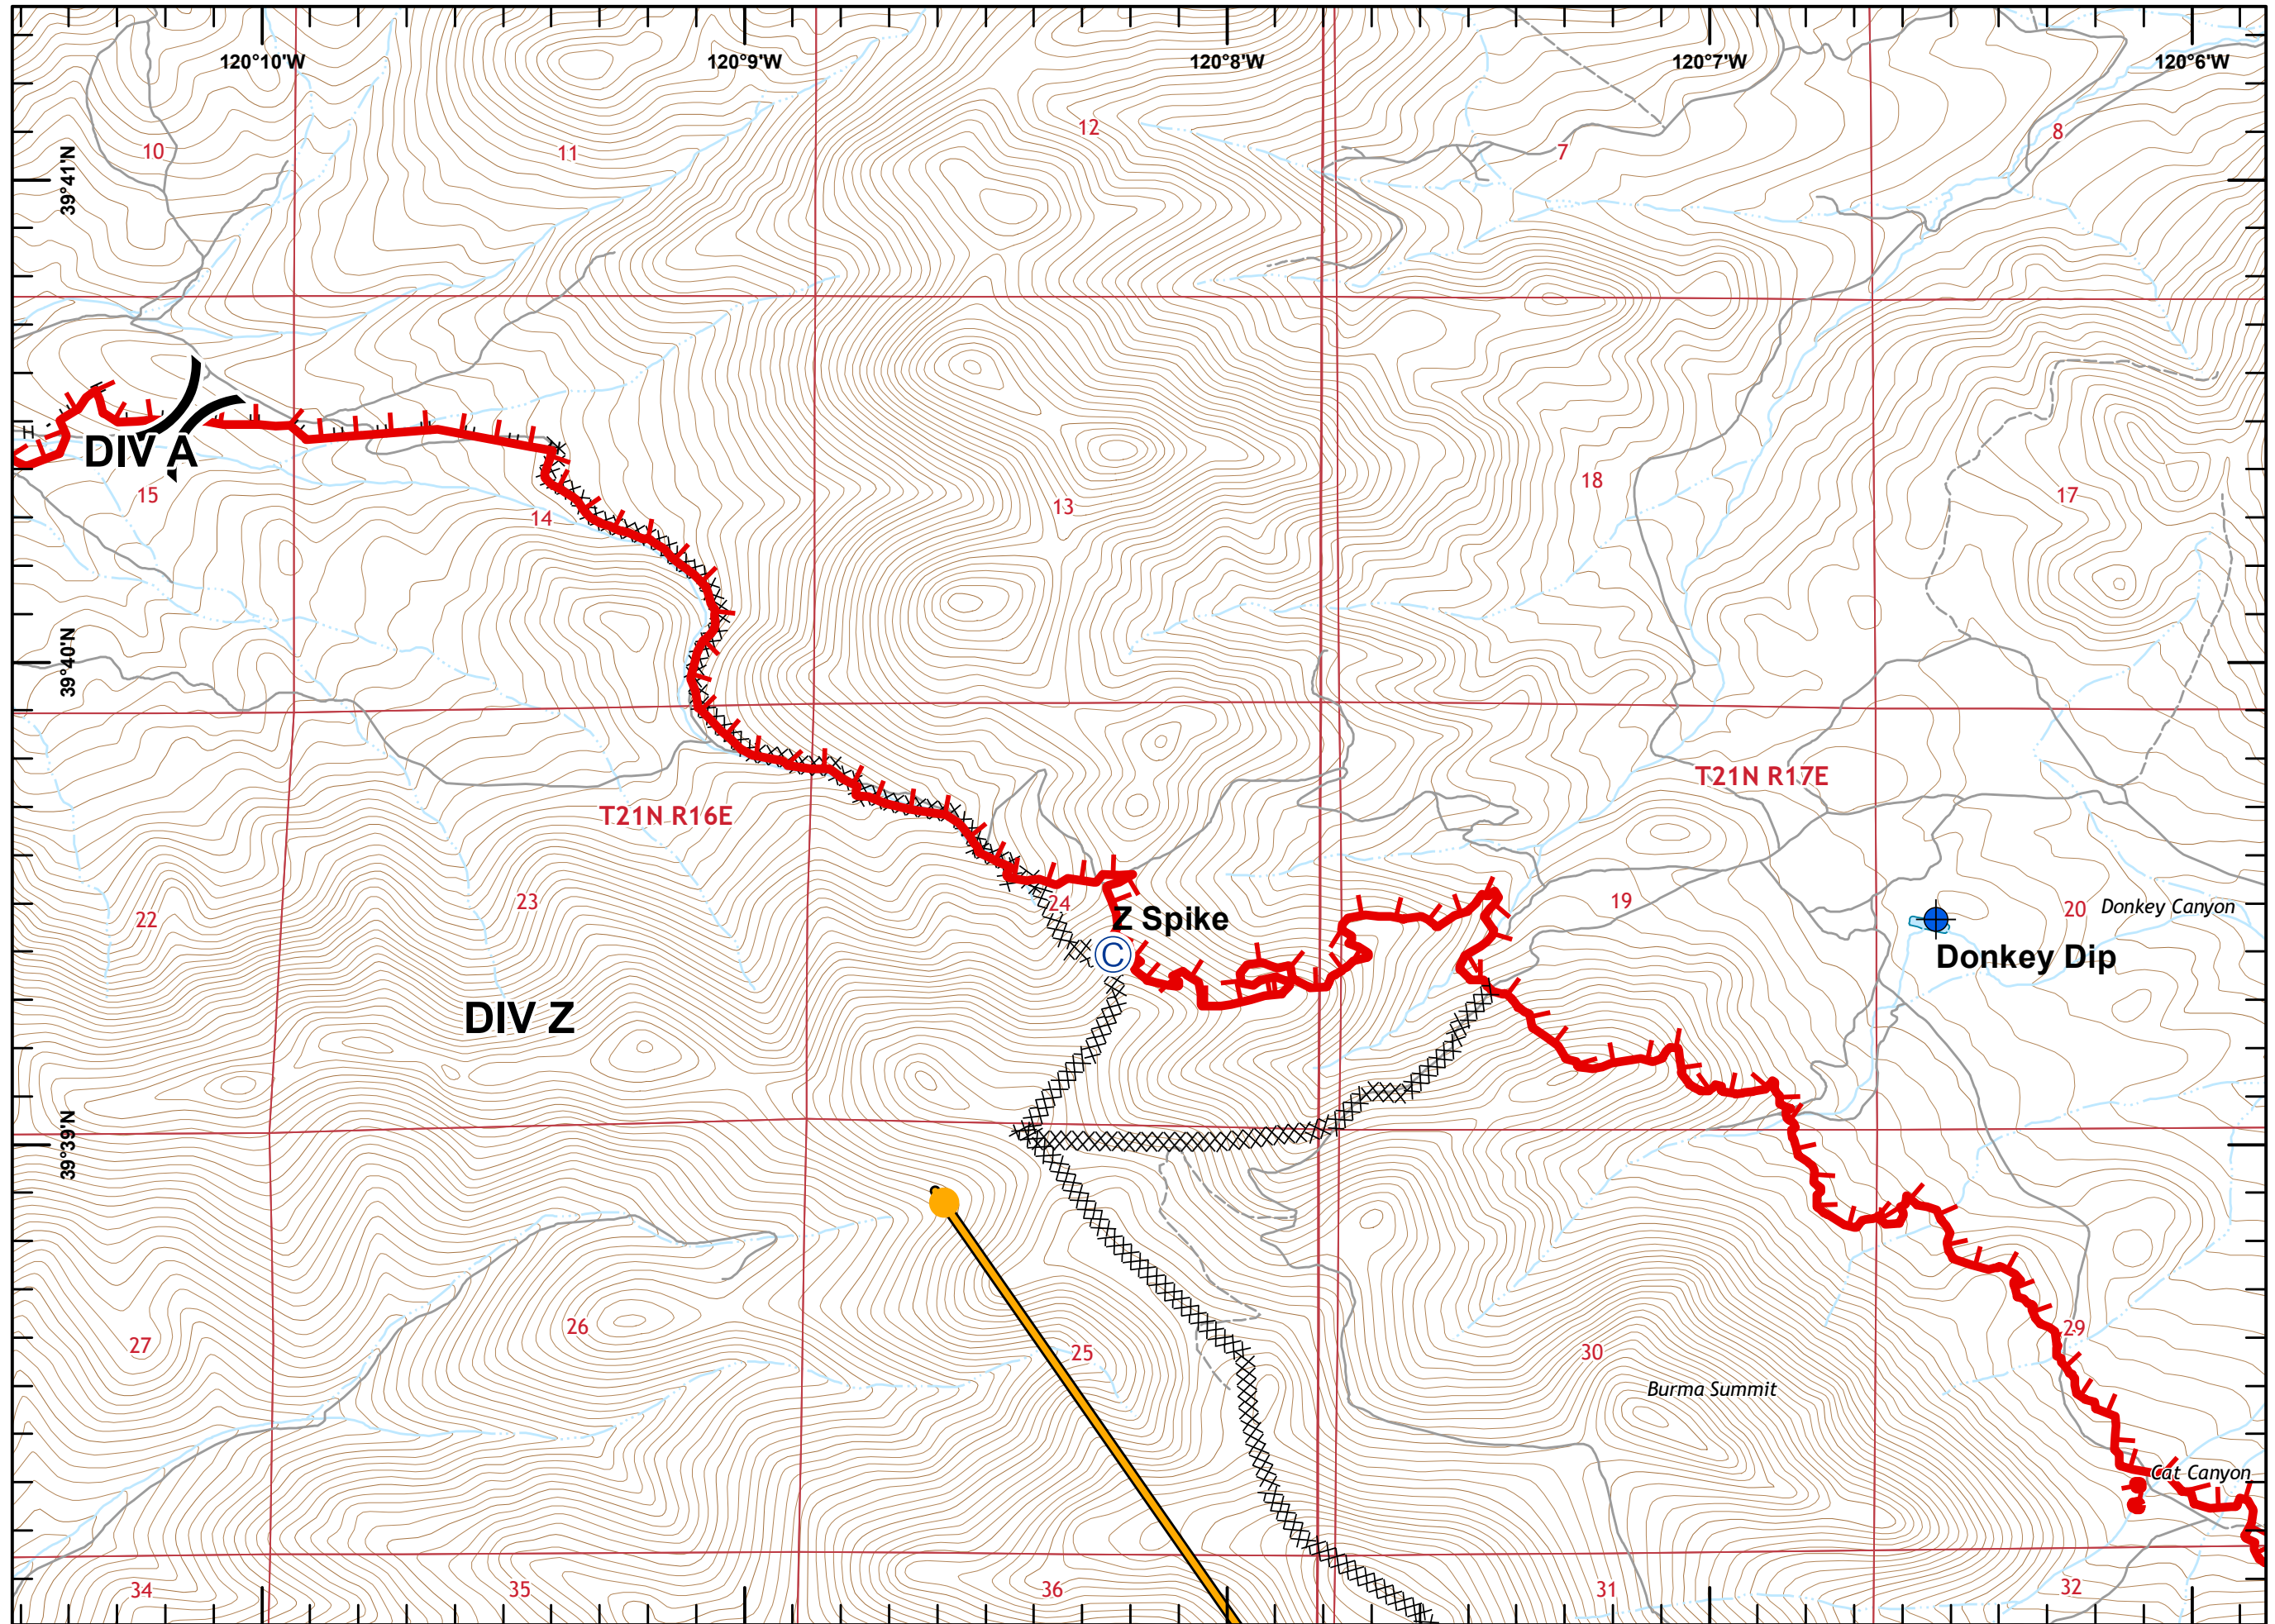 120°10'W
120°9'W
120°8'W
120°7'W
120°6'W
10
11
12
7
8
39°41'N
H
DIV A
15
14
13
18
17
39°40'N
T21N R16E
T21N R17E
22
23
24
Z Spike
19
20
Donkey Canyon
C
Donkey Dip
DIV Z
39°39'N
27
26
25
30
29
Burma Summit
Cat Canyon
34
35
36
31
32